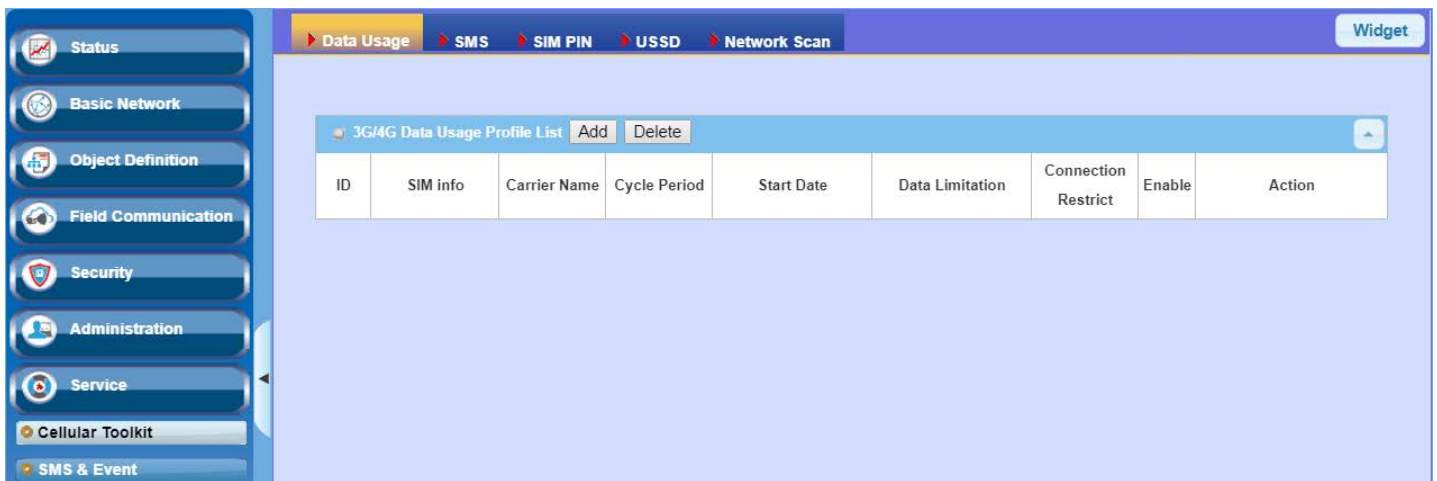 Status
Basic Network
Object Definition
Field Communication
Security
Administration
Service
Cellular Toolkit
SMS & Event
Data Usage SMS SIM PIN USSD Network Scan
Widget
3G/4G Data Usage Profile List Add Delete
ID SIM info Carrier Name Cycle Period Start Date Data Limitation Connection Restrict Enable Action